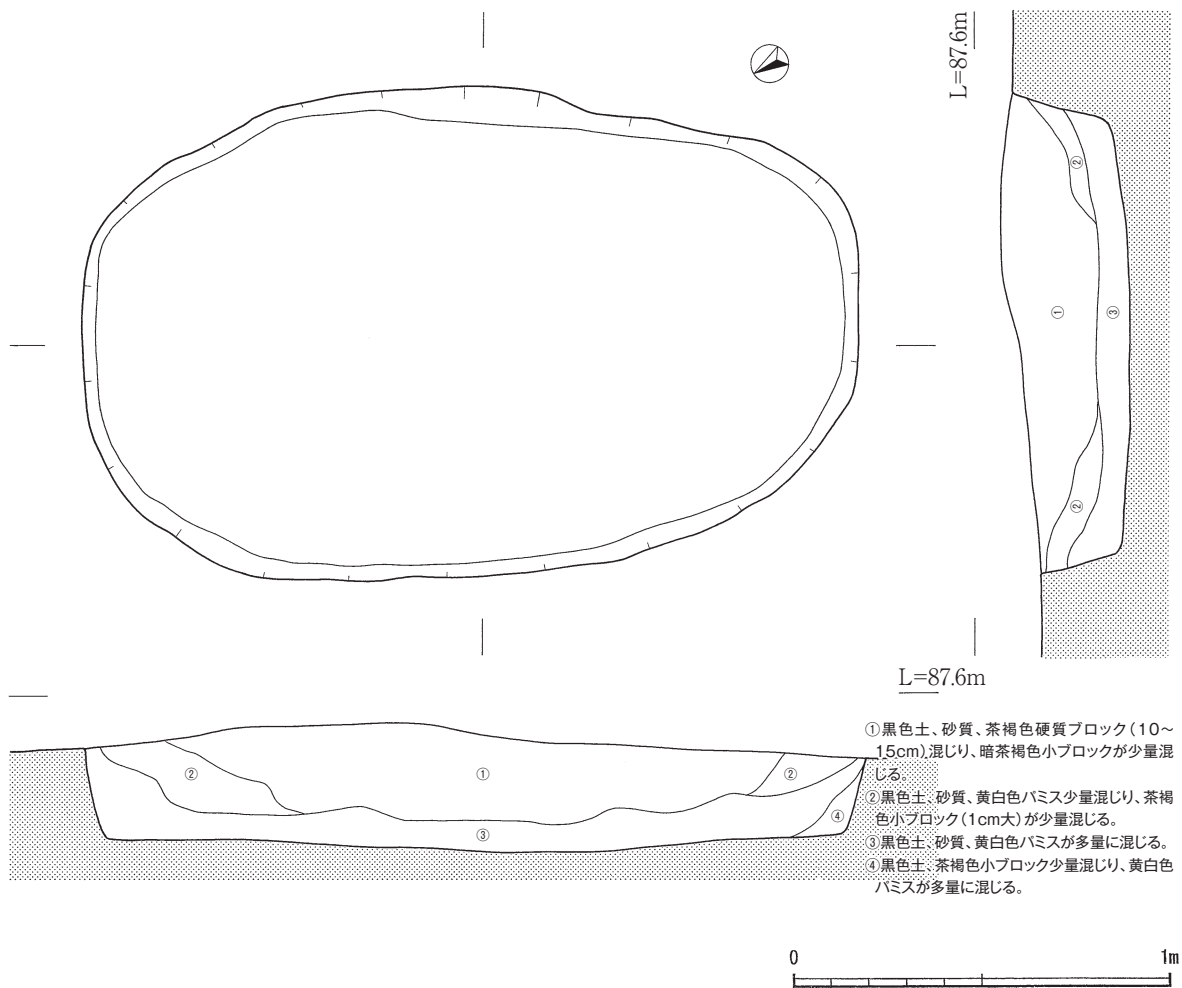 L=87.6m
②
①
③
②
L=87.6m
②
①
②
③
④
①黒色土、砂質、茶褐色硬質ブロック(10~
15cm)混じり、暗茶褐色小ブロックが少量混
じる。
②黒色土、砂質、黄白色パミス少量混じり、茶褐
色小ブロック(1cm大)が少量混じる。
③黒色土、砂質、黄白色パミスが多量に混じる。
④黒色土、茶褐色小ブロック少量混じり、黄白色
パミスが多量に混じる。
0 1m